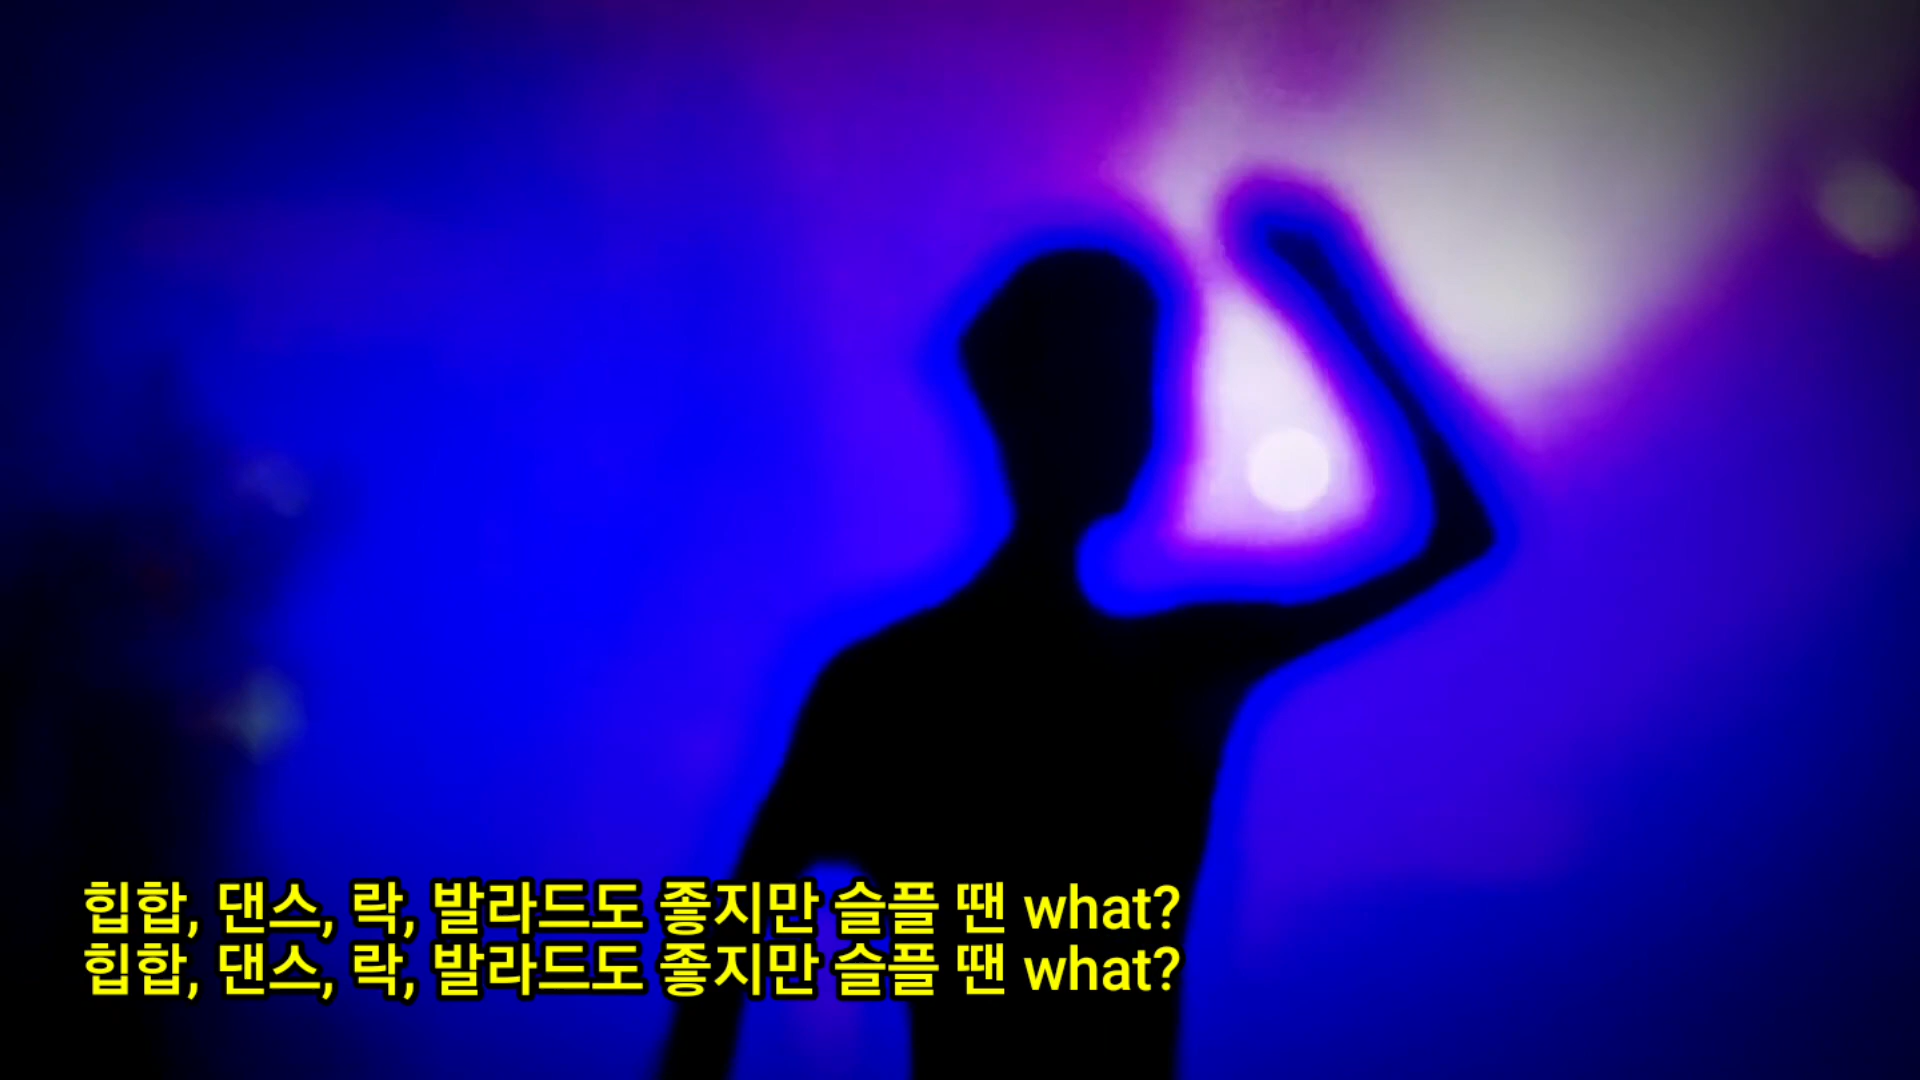 힙합, 댄스, 락, 발라드도 좋지만 슬플 땐 what?
힙합, 댄스, 락, 발라드도 좋지만 슬플 땐 what?